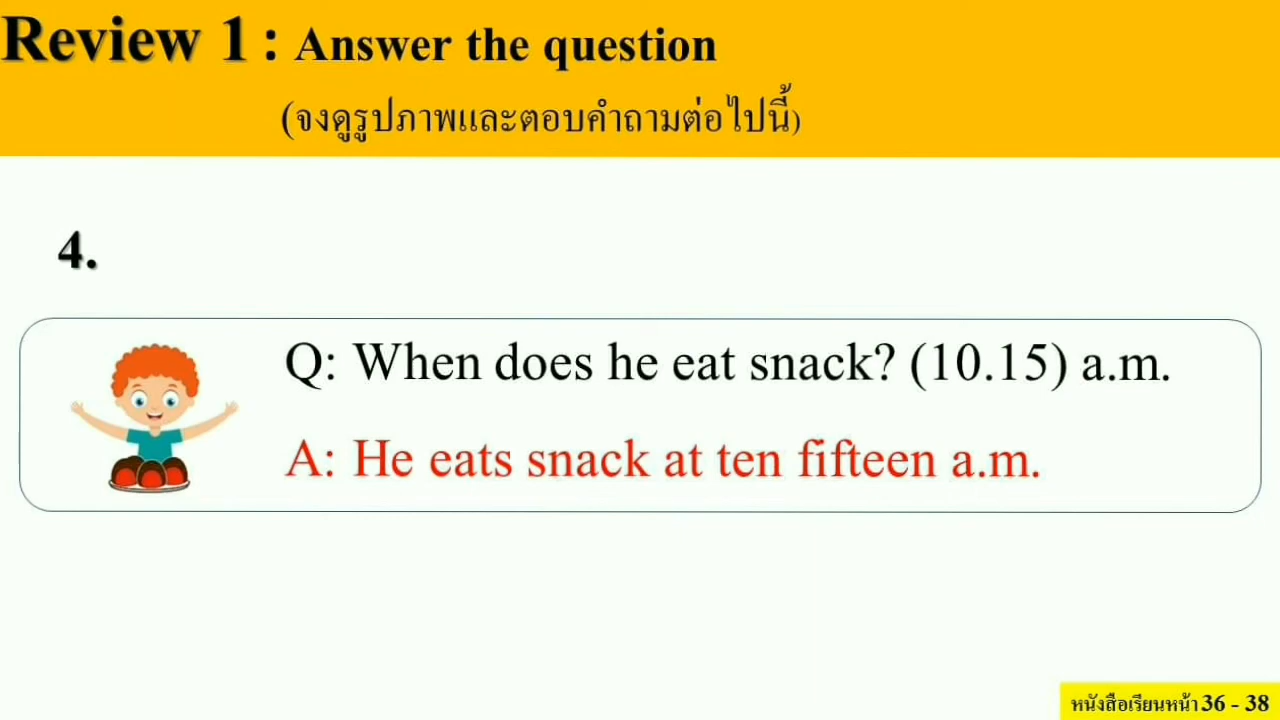 Review 1 : Answer the question
(จงดูรูปภาพและตอบคำถามต่อไปนี้)
4.
Q: When does he eat snack? (10.15) a.m.
A: He eats snack at ten fifteen a.m.
หนังสือเรียนหน้า 36 - 38